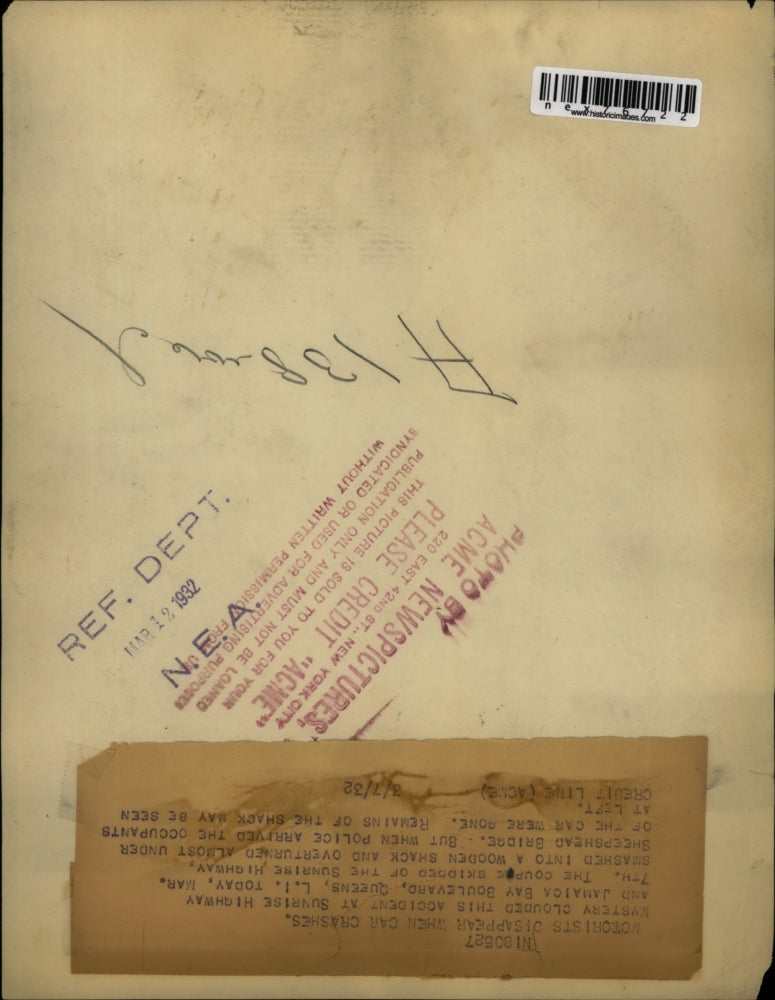 nex76722
www.historicimages.com
REF. DEPT.
MAR 12 1932
N.E.A.
PHOTO BY
ACME NEWSPICTURES,
220 EAST 42ND ST., NEW YORK CITY
PLEASE CREDIT "ACME"
THIS PICTURE IS SOLD TO YOU FOR YOUR
PUBLICATION ONLY AND MUST NOT BE LOANED
SYNDICATED OR USED FOR ADVERTISING PURPOSES
WITHOUT WRITTEN PERMISSION FROM US
(N180527
MOTORISTS DISAPPEAR WHEN CAR CRASHES.
MYSTERY CLOUDED THIS ACCIDENT AT SUNRISE HIGHWAY
AND JAMAICA BAY BOULEVARD, QUEENS, L.I. TODAY, MAR.
7TH. THE COUPE SKIDDED OF THE SUNRISE HIGHWAY,
SMASHED INTO A WOODEN SHACK AND OVERTURNED ALMOST UNDER
SHEEPSHEAD BRIDGE. BUT WHEN POLICE ARRIVED THE OCCUPANTS
OF THE CAR WERE GONE. REMAINS OF THE SHACK MAY BE SEEN
AT LEFT.
CREDIT LINE (ACME) 3/7/32